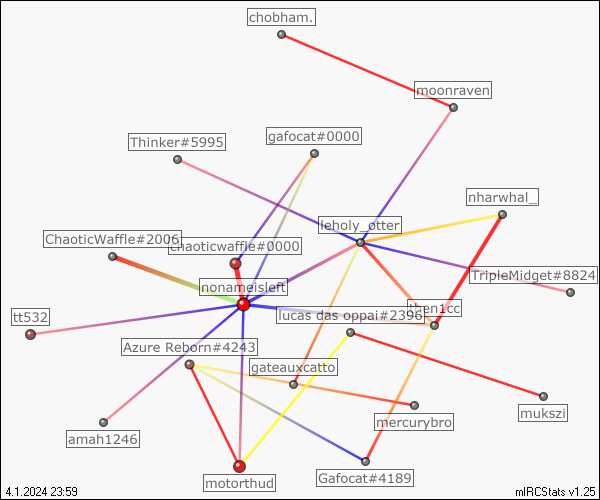 chobham.
moonraven
Thinker#5995
gafocat#0000
nharwhal_
leholy_otter
ChaoticWaffle#2006
chaoticwaffle#0000
TripleMidget#8824
nonameisleft
tt532
lucas das oppai#2396
Azure Reborn#4243
gateauxcatto
mercurybro
mukszi
amah1246
motorthud
Gafocat#4189
4.1.2024 23:59
mIRCStats v1.25